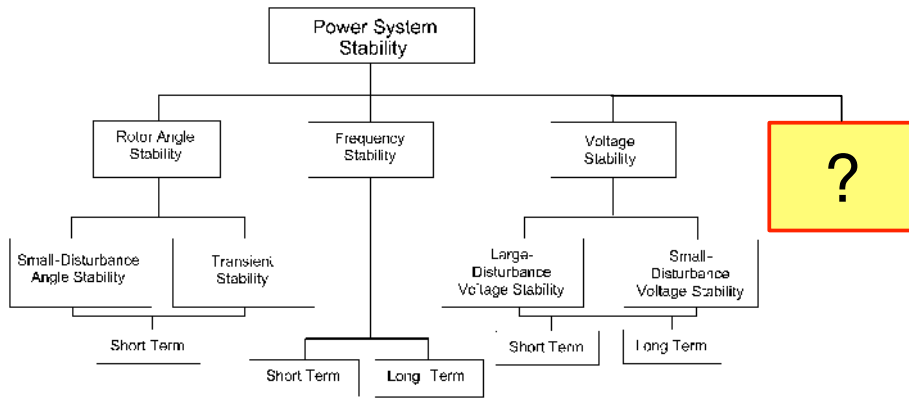 Power System
Stability
Rotor Angle
Stability
Frequency
Stability
Voltage
Stability
?
Small-Disturbance
Angle Stability
Transient
Stability
Large-
Disturbance
Voltage Stability
Small-
Disturbance
Voltage Stability
Short Term
Short Term
Long Term
Short Term
Long Term